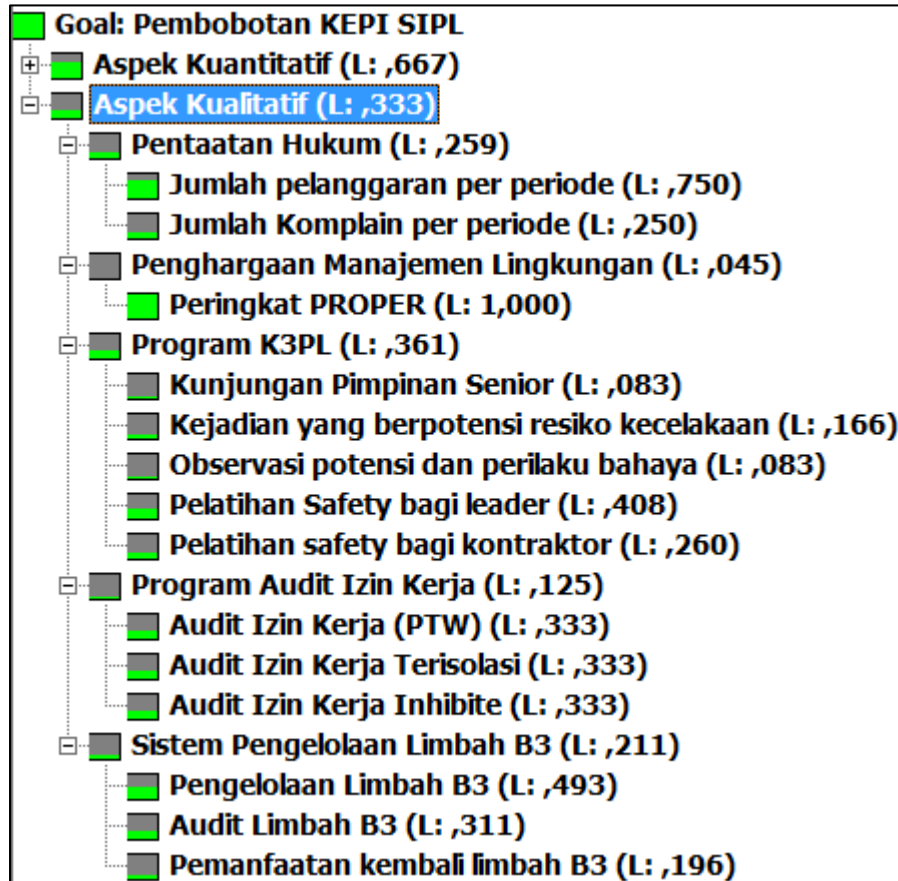 Goal: Pembobotan KEPI SIPL
Aspek Kuantitatif (L: ,667)
Aspek Kualitatif (L: ,333)
Pentaatan Hukum (L: ,259)
Jumlah pelanggaran per periode (L: ,750)
Jumlah Komplain per periode (L: ,250)
Penghargaan Manajemen Lingkungan (L: ,045)
Peringkat PROPER (L: 1,000)
Program K3PL (L: ,361)
Kunjungan Pimpinan Senior (L: ,083)
Kejadian yang berpotensi resiko kecelakaan (L: ,166)
Observasi potensi dan perilaku bahaya (L: ,083)
Pelatihan Safety bagi leader (L: ,408)
Pelatihan safety bagi kontraktor (L: ,260)
Program Audit Izin Kerja (L: ,125)
Audit Izin Kerja (PTW) (L: ,333)
Audit Izin Kerja Terisolasi (L: ,333)
Audit Izin Kerja Inhibite (L: ,333)
Sistem Pengelolaan Limbah B3 (L: ,211)
Pengelolaan Limbah B3 (L: ,493)
Audit Limbah B3 (L: ,311)
Pemanfaatan kembali limbah B3 (L: ,196)